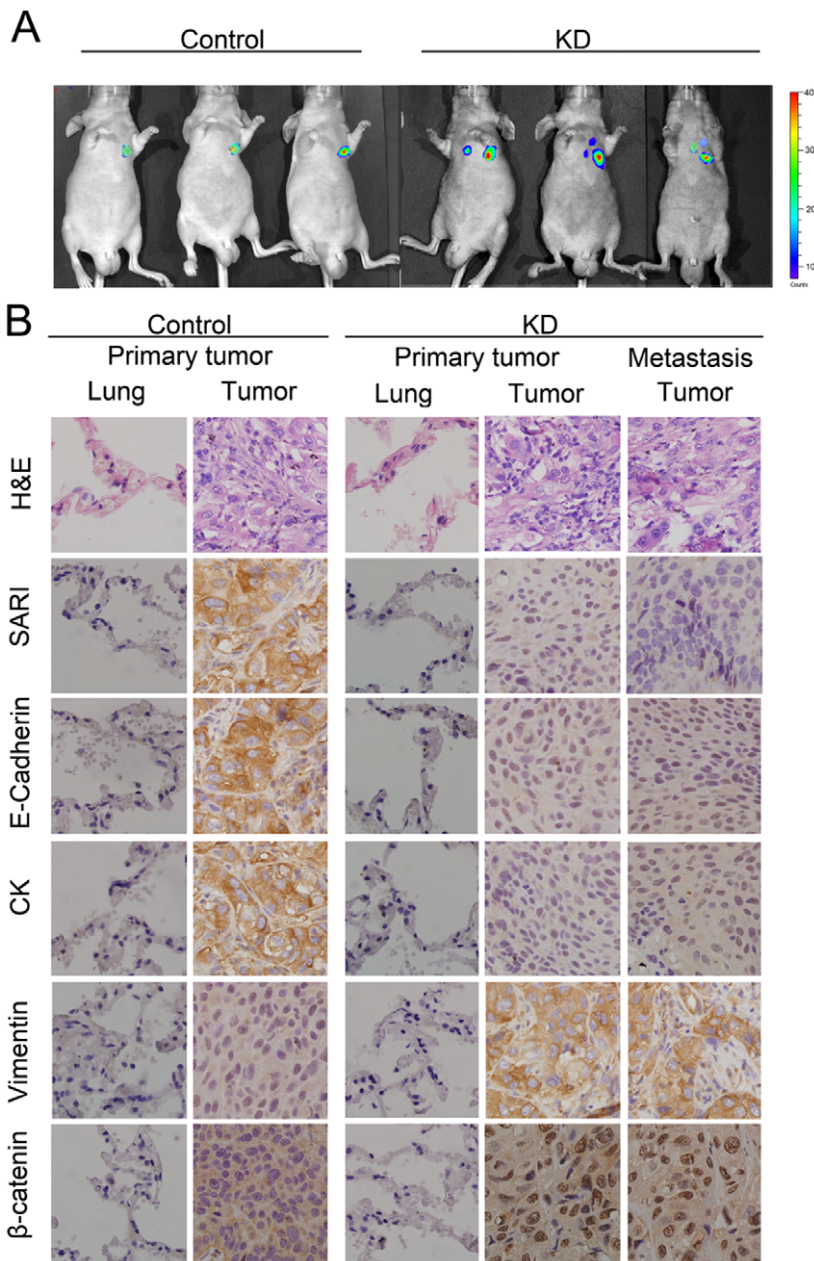 A
Control
KD
40
30
20
10
Counts
B
Control
KD
Primary tumor
Primary tumor
Metastasis
Lung
Tumor
Lung
Tumor
Tumor
H&E
SARI
E-Cadherin
CK
Vimentin
β-catenin